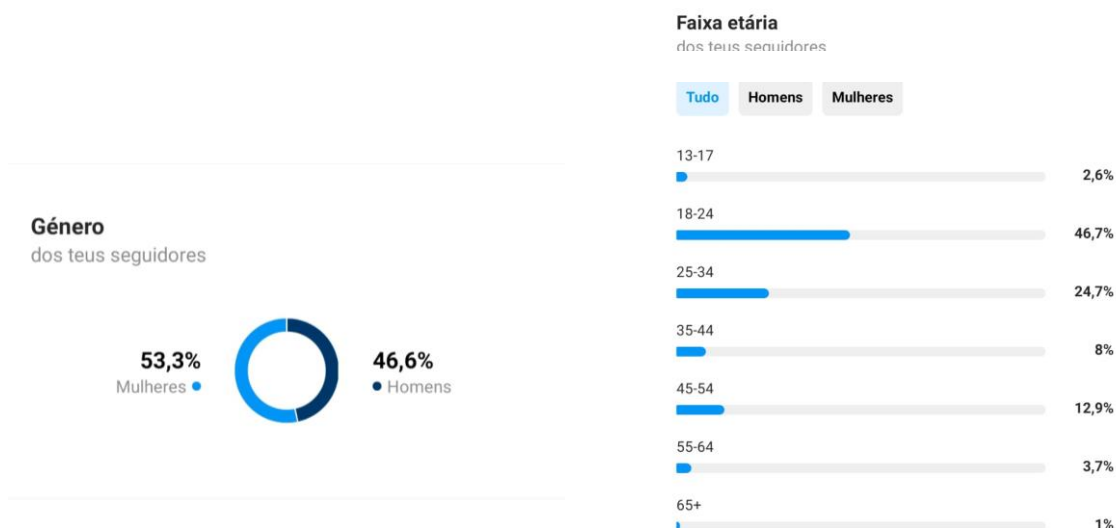 Género
dos teus seguidores
53,3%
Mulheres
46,6%
Homens
Faixa etária
dos teus seguidores
Tudo Homens Mulheres
13-17
2,6%
18-24
46,7%
25-34
24,7%
35-44
8%
45-54
12,9%
55-64
3,7%
65+
1%